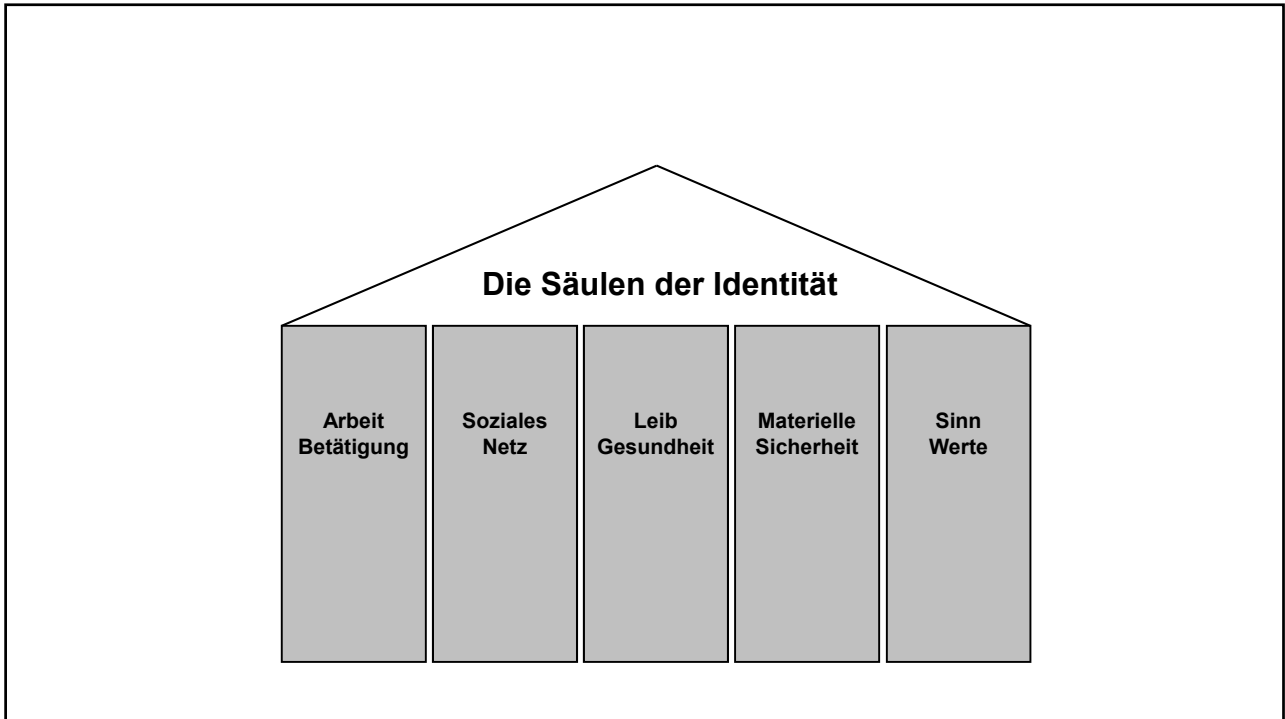 Die Säulen der Identität
Arbeit
Betätigung
Soziales
Netz
Leib
Gesundheit
Materielle
Sicherheit
Sinn
Werte